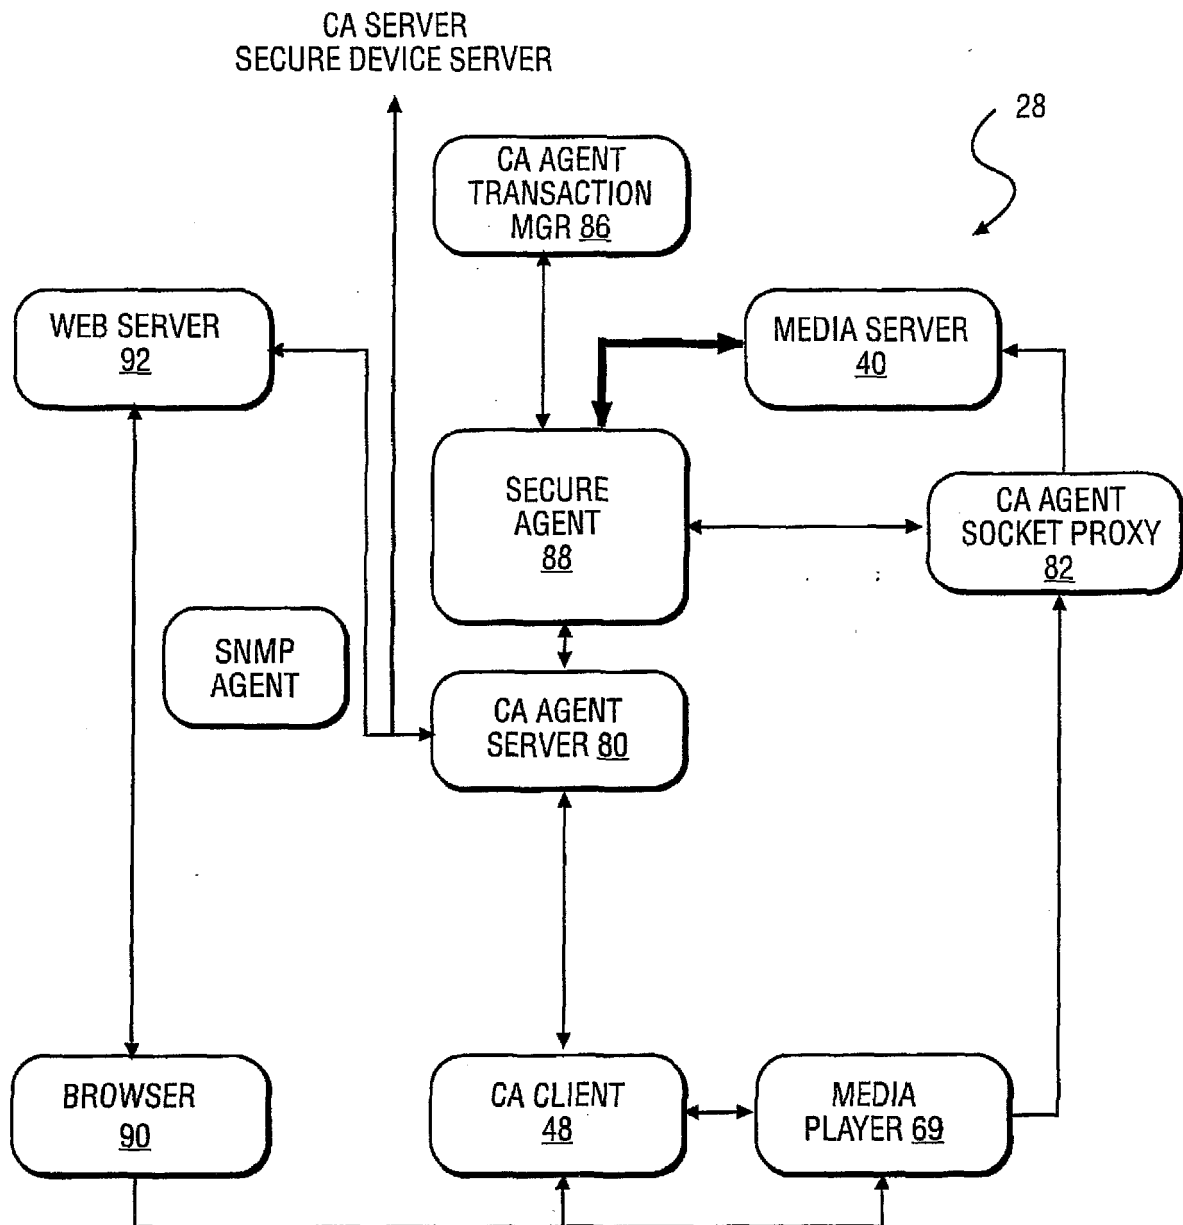 CA SERVER
SECURE DEVICE SERVER
28
CA AGENT
TRANSACTION
MGR 86
WEB SERVER
92
MEDIA SERVER
40
SECURE
AGENT
88
CA AGENT
SOCKET PROXY
82
SNMP
AGENT
CA AGENT
SERVER 80
BROWSER
90
CA CLIENT
48
MEDIA
PLAYER 69